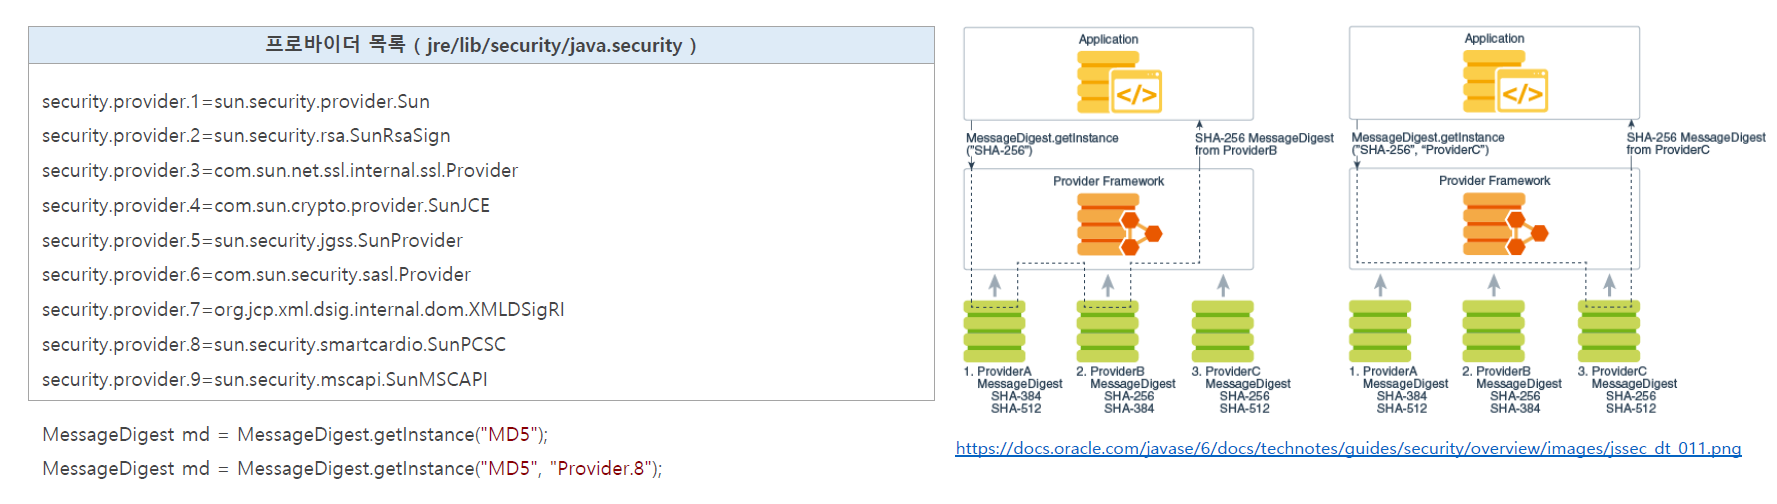 프로바이더 목록 ( jre/lib/security/java.security )
security.provider.1=sun.security.provider.Sun
security.provider.2=sun.security.rsa.SunRsaSign
security.provider.3=com.sun.net.ssl.internal.ssl.Provider
security.provider.4=com.sun.crypto.provider.SunJCE
security.provider.5=sun.security.jgss.SunProvider
security.provider.6=com.sun.security.sasl.Provider
security.provider.7=org.jcp.xml.dsig.internal.dom.XMLDSigRI
security.provider.8=sun.security.smartcardio.SunPCSC
security.provider.9=sun.security.mscapi.SunMSCAPI
MessageDigest md = MessageDigest.getInstance("MD5");
MessageDigest md = MessageDigest.getInstance("MD5", "Provider.8");
Application
</>
MessageDigest.getInstance
("SHA-256")
SHA-256 MessageDigest
from ProviderB
Provider Framework
1. ProviderA
MessageDigest
SHA-384
SHA-512
2. ProviderB
MessageDigest
SHA-256
SHA-384
3. ProviderC
MessageDigest
SHA-256
SHA-512
Application
</>
MessageDigest.getInstance
("SHA-256", "ProviderC")
SHA-256 MessageDigest
from ProviderC
Provider Framework
1. ProviderA
MessageDigest
SHA-384
SHA-512
2. ProviderB
MessageDigest
SHA-256
SHA-384
3. ProviderC
MessageDigest
SHA-256
SHA-512
https://docs.oracle.com/javase/6/docs/technotes/guides/security/overview/images/jssec_dt_011.png